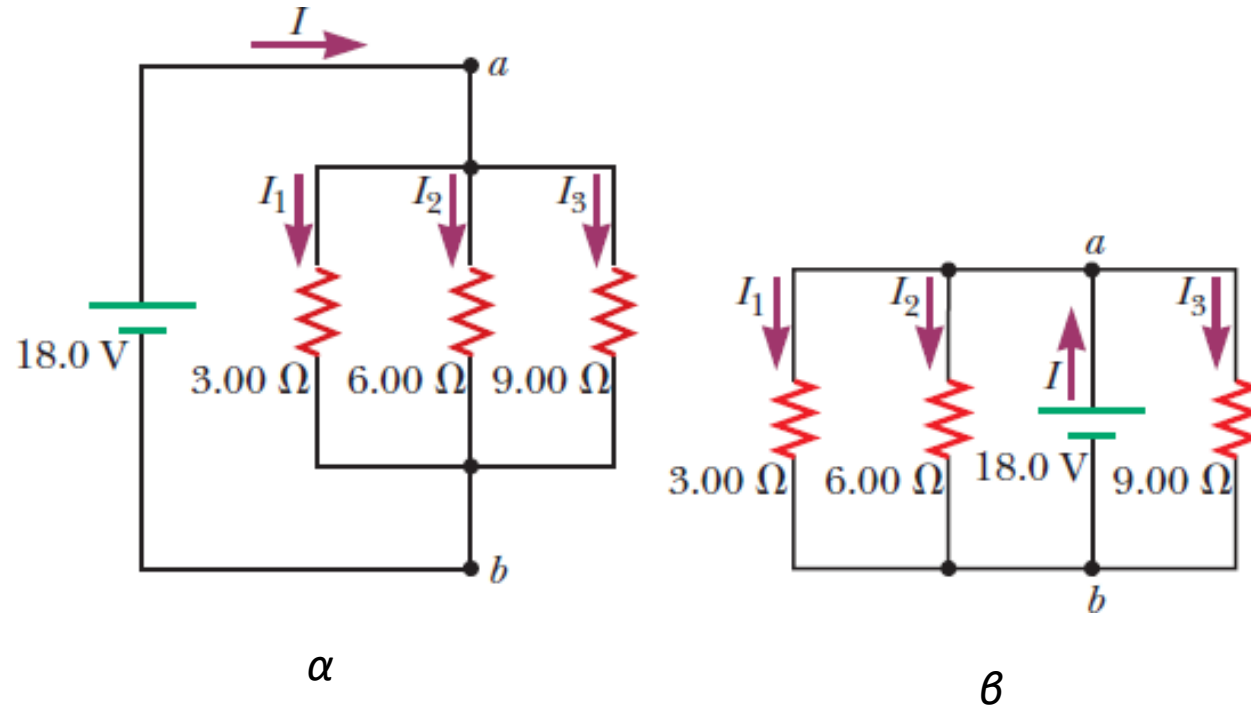 I
a
I1 I2 I3
18.0 V
3.00 Ω 6.00 Ω 9.00 Ω
b
α
a
I1 I2 I I3
3.00 Ω 6.00 Ω 18.0 V 9.00 Ω
b
β